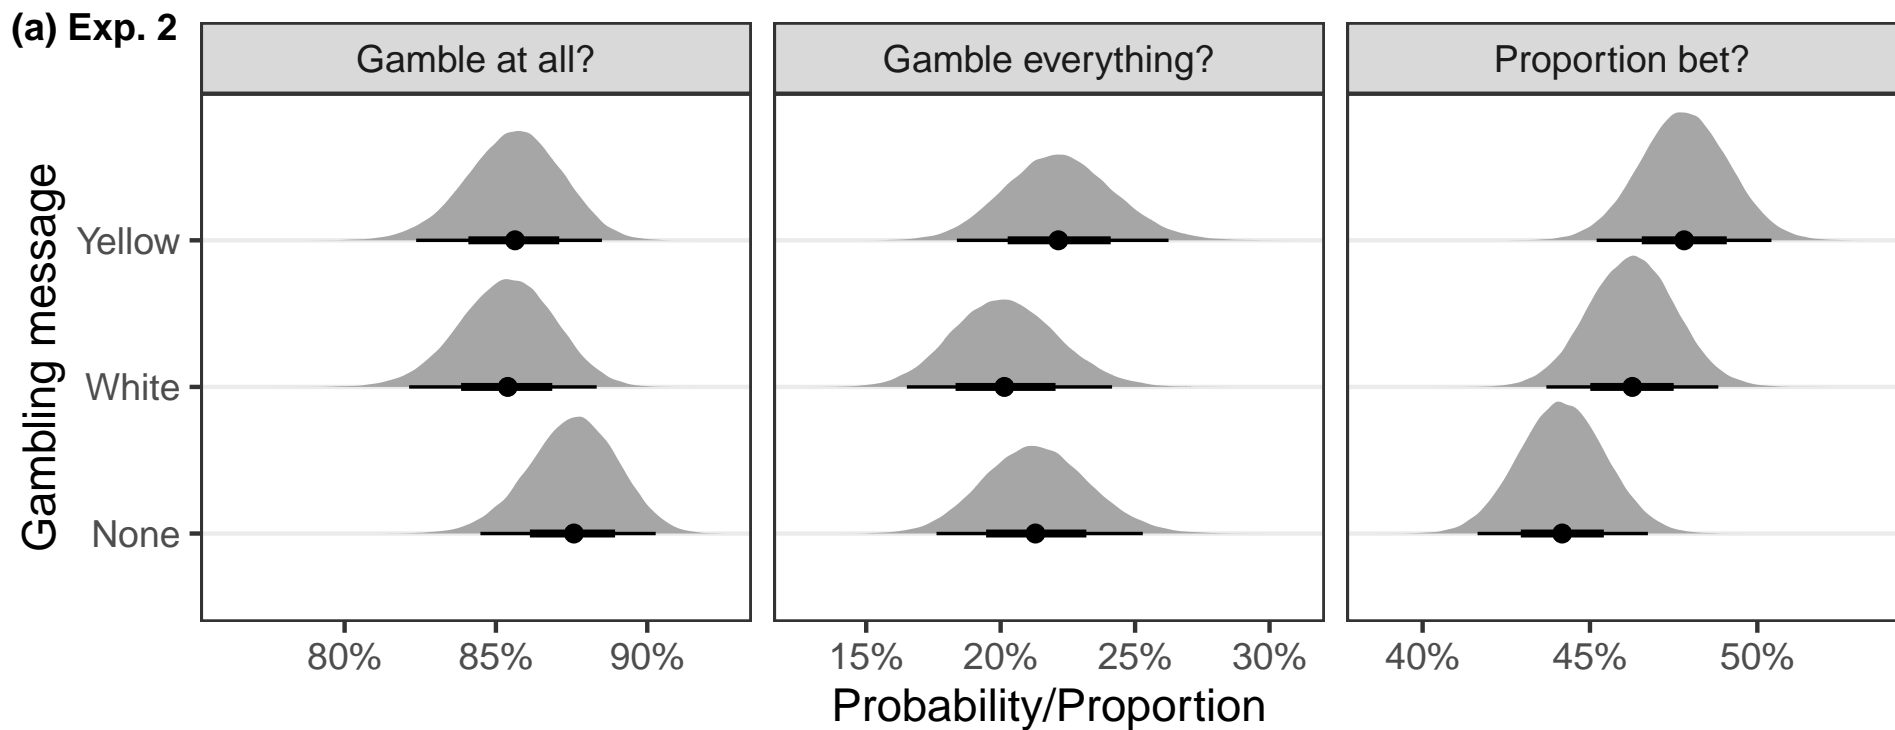 (a) Exp. 2
Gamble at all?
Gamble everything?
Proportion bet?
Gambling message
Yellow
White
None
80% 85% 90%
15% 20% 25% 30%
40% 45% 50%
Probability/Proportion